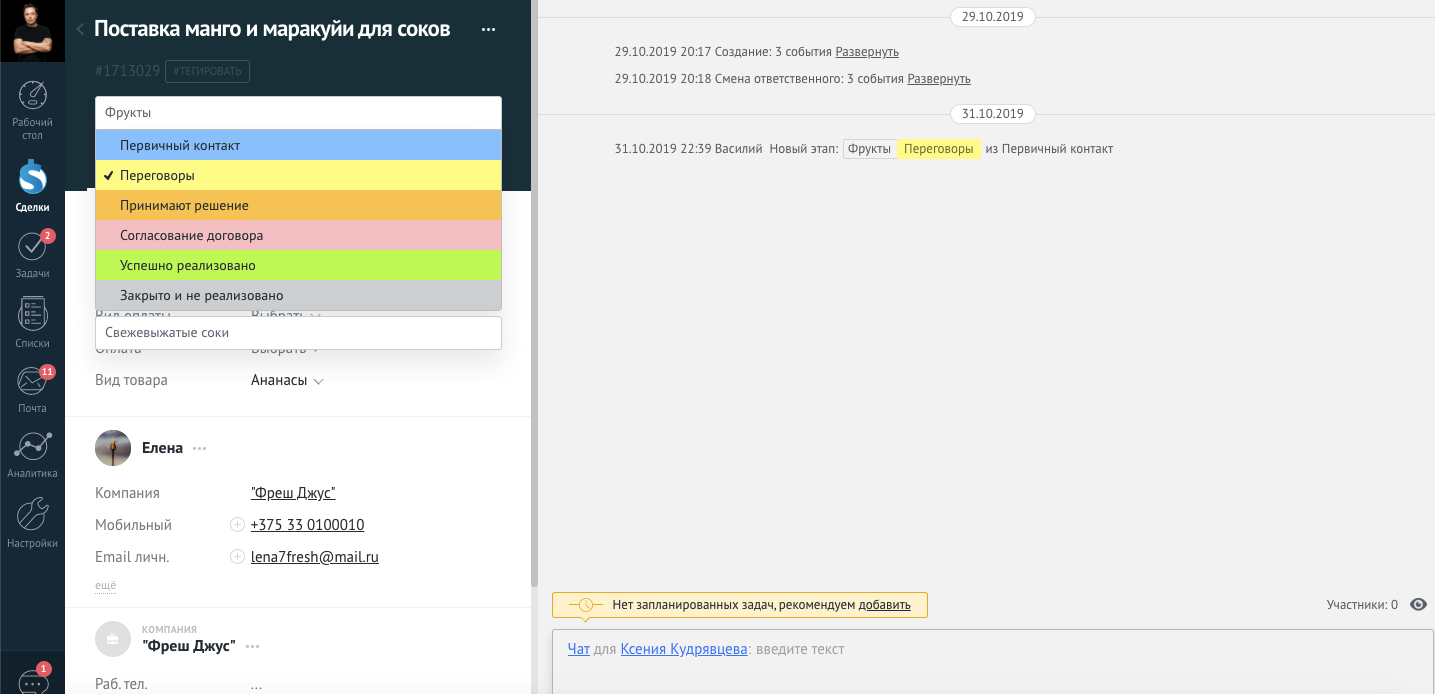 Рабочий
стол
Сделки
2
Задачи
Списки
11
Почта
Аналитика
Настройки
1
Поставка манго и маракуйи для соков
#1713029 #ТЕГИРОВАТЬ
Фрукты
Первичный контакт
Переговоры
Принимают решение
Согласование договора
Успешно реализовано
Закрыто и не реализовано
Вид оплаты Выбрать
Свежевыжатые соки
Оплата Выбрать
Вид товара Ананасы
Елена
Компания "Фреш Джус"
Мобильный +375 33 0100010
Email личн. lena7fresh@mail.ru
ещё
КОМПАНИЯ
"Фреш Джус"
Раб. тел. ...
29.10.2019
29.10.2019 20:17 Создание: 3 события Развернуть
29.10.2019 20:18 Смена ответственного: 3 события Развернуть
31.10.2019
31.10.2019 22:39 Василий Новый этап: Фрукты Переговоры из Первичный контакт
Нет запланированных задач, рекомендуем добавить
Участники: 0
Чат для Ксения Кудрявцева: введите текст